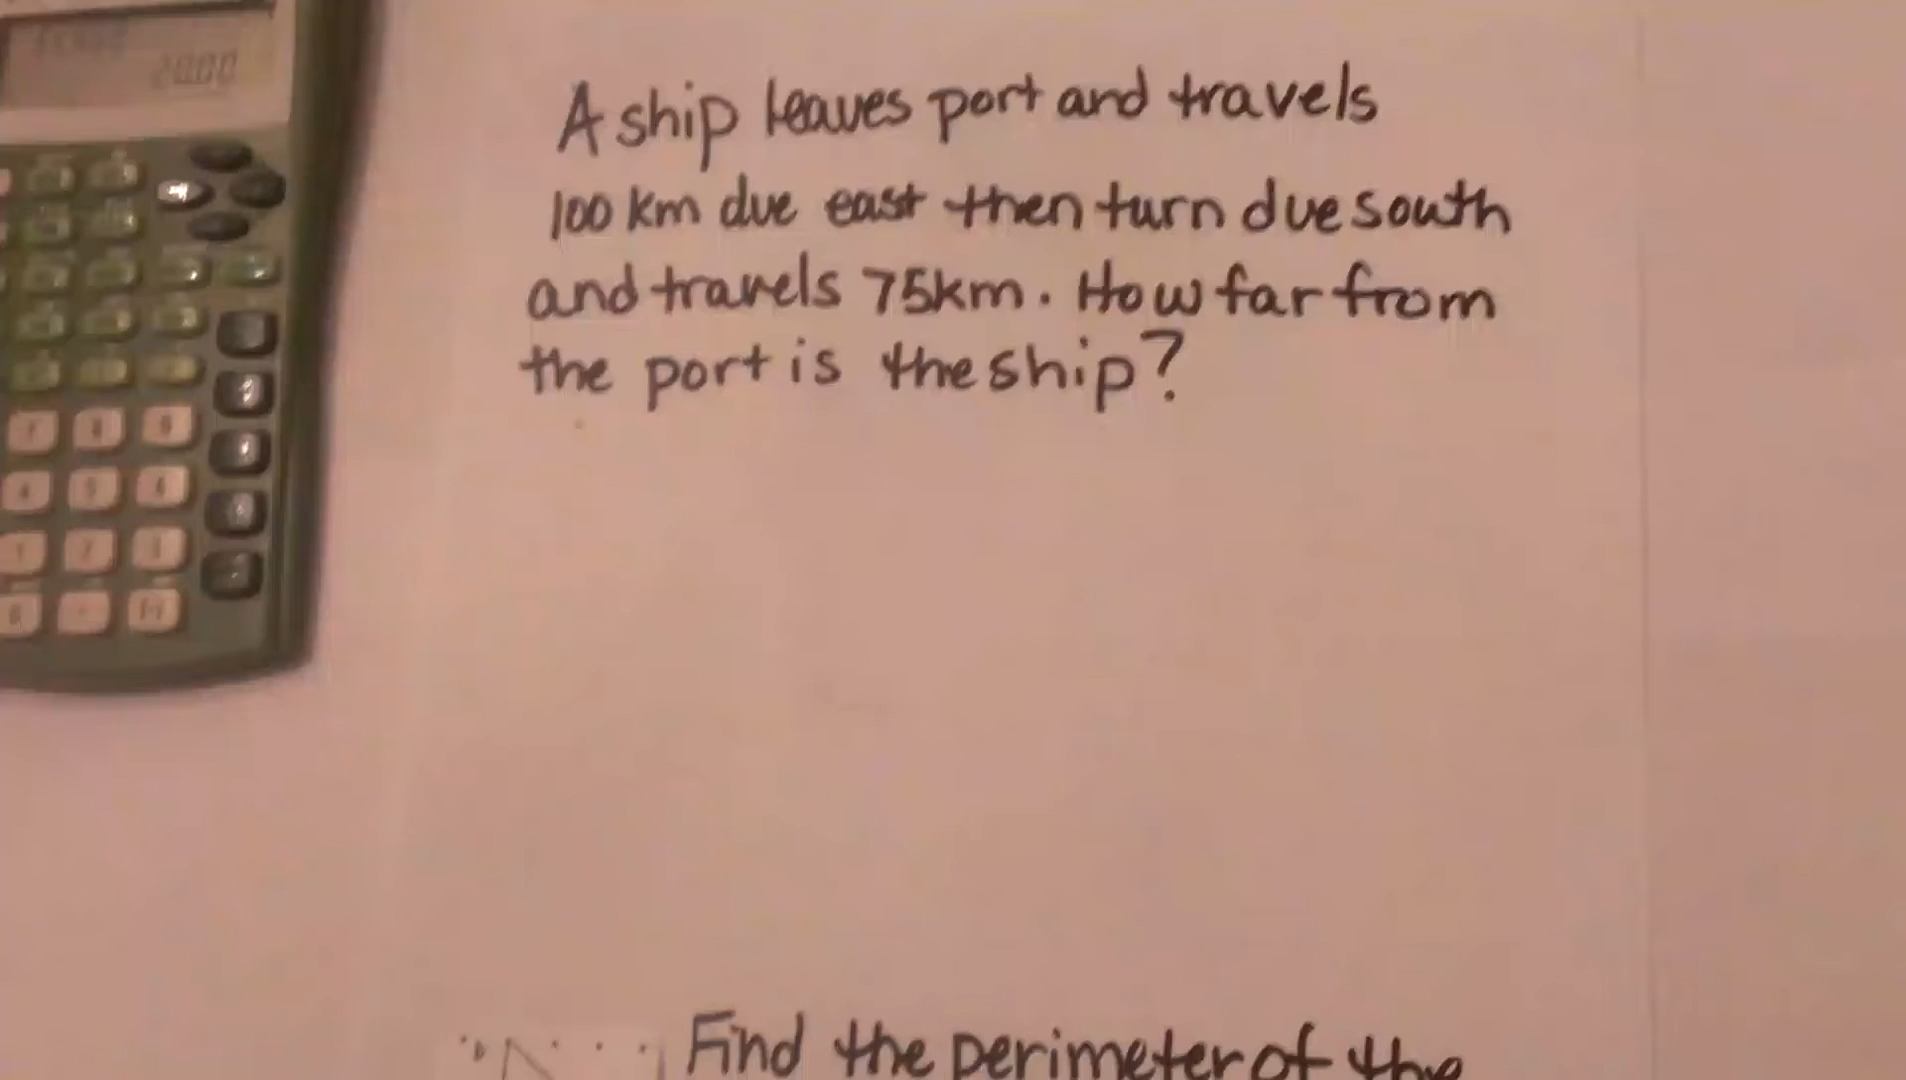 A ship leaves port and travels
100 km due east then turn due south
and travels 75km. How far from
the port is the ship?
Find the perimeter of the